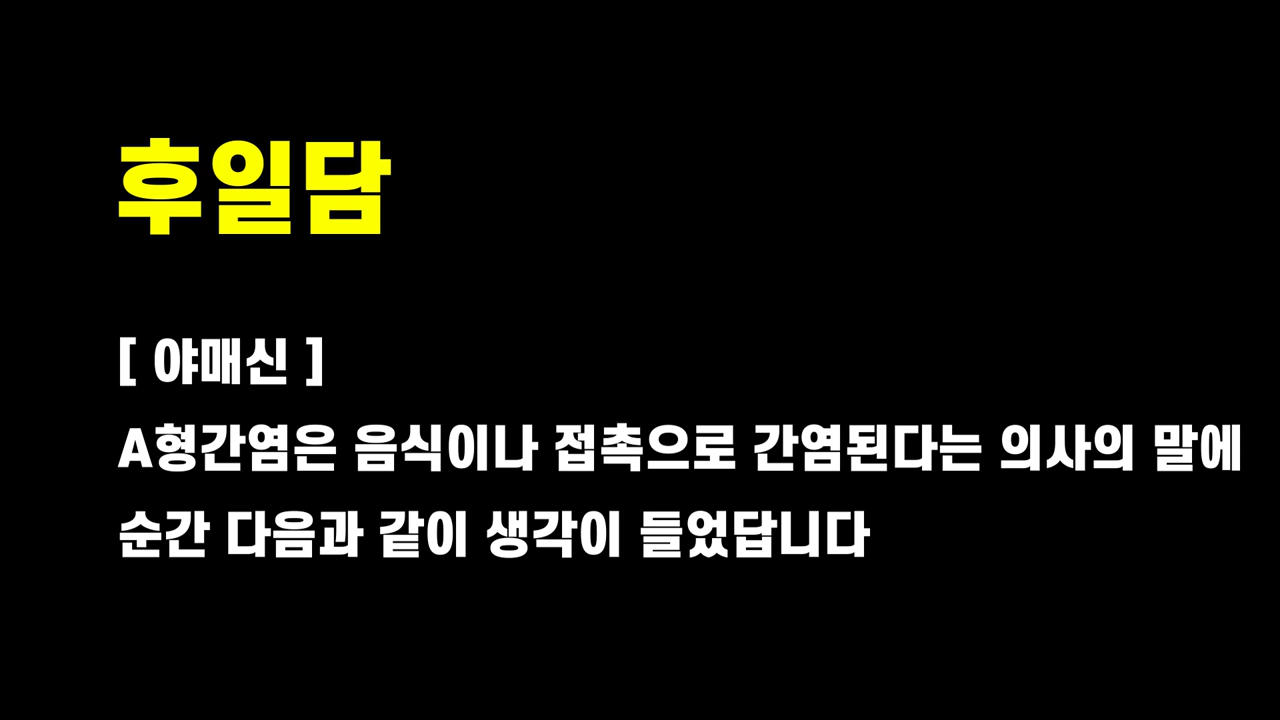 후일담
[ 야매신 ]
A형간염은 음식이나 접촉으로 간염된다는 의사의 말에
순간 다음과 같이 생각이 들었답니다